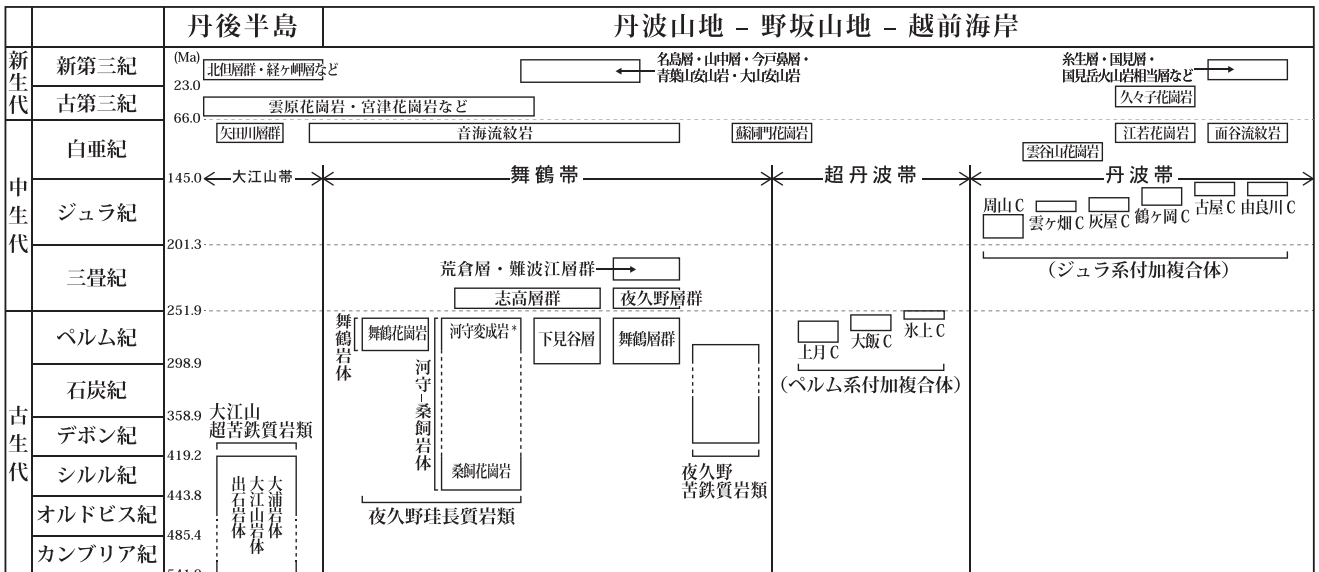 丹後半島
丹波山地 – 野坂山地 – 越前海岸
新生代
新第三紀
古第三紀
中生代
白亜紀
ジュラ紀
三畳紀
古生代
ペルム紀
石炭紀
デボン紀
シルル紀
オルドビス紀
カンブリア紀
(Ma)
23.0
66.0
145.0
201.3
251.9
298.9
358.9
419.2
443.8
485.4
北但層群・経ヶ岬層など
名島層・山中層・今戸鼻層・
青葉山安山岩・大山安山岩
糸生層・国見層・
国見岳火山岩相当層など
雲原花崗岩・宮津花崗岩など
久々子花崗岩
矢田川層群
音海流紋岩
蘇洞門花崗岩
江若花崗岩
面谷流紋岩
雲谷山花崗岩
大江山帯
舞鶴帯
超丹波帯
丹波帯
周山 C
雲ヶ畑 C
灰屋 C
鶴ヶ岡 C
古屋 C
由良川 C
(ジュラ系付加複合体)
荒倉層・難波江層群
志高層群
夜久野層群
舞鶴岩体
舞鶴花崗岩
河守変成岩*
河守–桑飼岩体
桑飼花崗岩
下見谷層
舞鶴層群
上月 C
大飯 C
氷上 C
(ペルム系付加複合体)
大江山
超苦鉄質岩類
出石岩体
大江山岩体
大浦岩体
夜久野珪長質岩類
夜久野
苦鉄質岩類